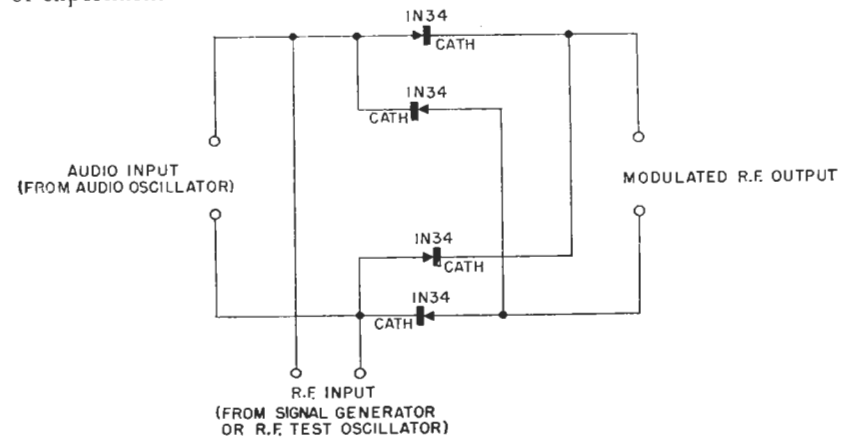 1N34
CATH
1N34
CATH
AUDIO INPUT
(FROM AUDIO OSCILLATOR)
MODULATED R.F. OUTPUT
1N34
CATH
1N34
CATH
R.F. INPUT
(FROM SIGNAL GENERATOR
OR R.F. TEST OSCILLATOR)